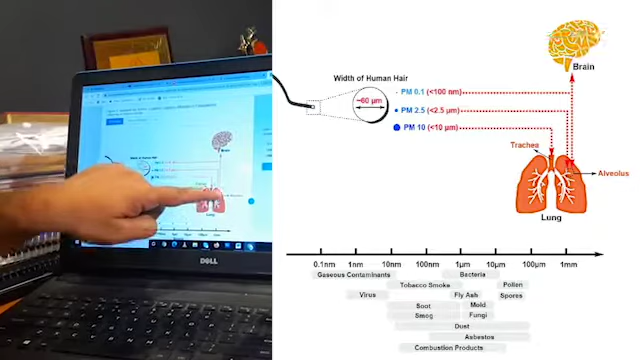 Brain
Width of Human Hair
~60 µm
PM 0.1 (<100 nm)
PM 2.5 (<2.5 µm)
PM 10 (<10 µm)
Trachea
Alveolus
Lung
0.1nm 1nm 10nm 100nm 1µm 10µm 100µm 1mm
Gaseous Contaminants Bacteria
Tobacco Smoke Pollen
Virus Fly Ash Spores
Soot Mold
Smog Fungi
Dust
Asbestos
Combustion Products
Brain
Lung
DELL